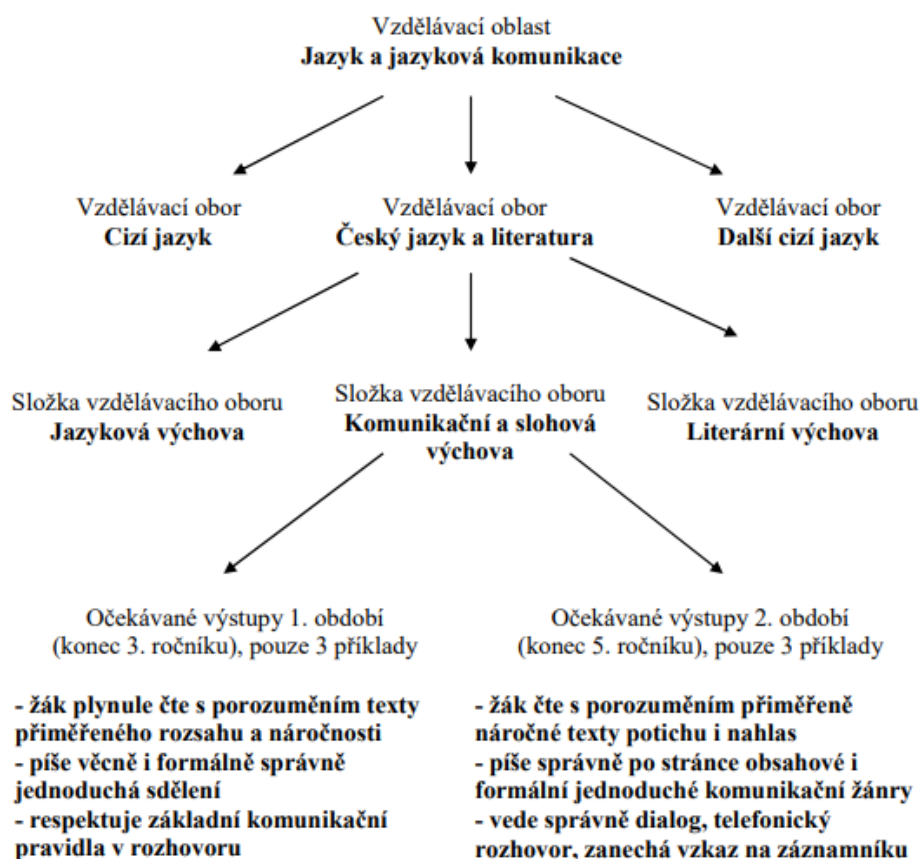 Vzdělávací oblast
Jazyk a jazyková komunikace
Vzdělávací obor
Cizí jazyk
Vzdělávací obor
Český jazyk a literatura
Vzdělávací obor
Další cizí jazyk
Složka vzdělávacího oboru
Jazyková výchova
Složka vzdělávacího oboru
Komunikační a slohová
výchova
Složka vzdělávacího oboru
Literární výchova
Očekávané výstupy 1. období
(konec 3. ročníku), pouze 3 příklady
- žák plynule čte s porozuměním texty
přiměřeného rozsahu a náročnosti
- píše věcně i formálně správně
jednoduchá sdělení
- respektuje základní komunikační
pravidla v rozhovoru
Očekávané výstupy 2. období
(konec 5. ročníku), pouze 3 příklady
- žák čte s porozuměním přiměřeně
náročné texty potichu i nahlas
- píše správně po stránce obsahové i
formální jednoduché komunikační žánry
- vede správně dialog, telefonický
rozhovor, zanechá vzkaz na záznamníku